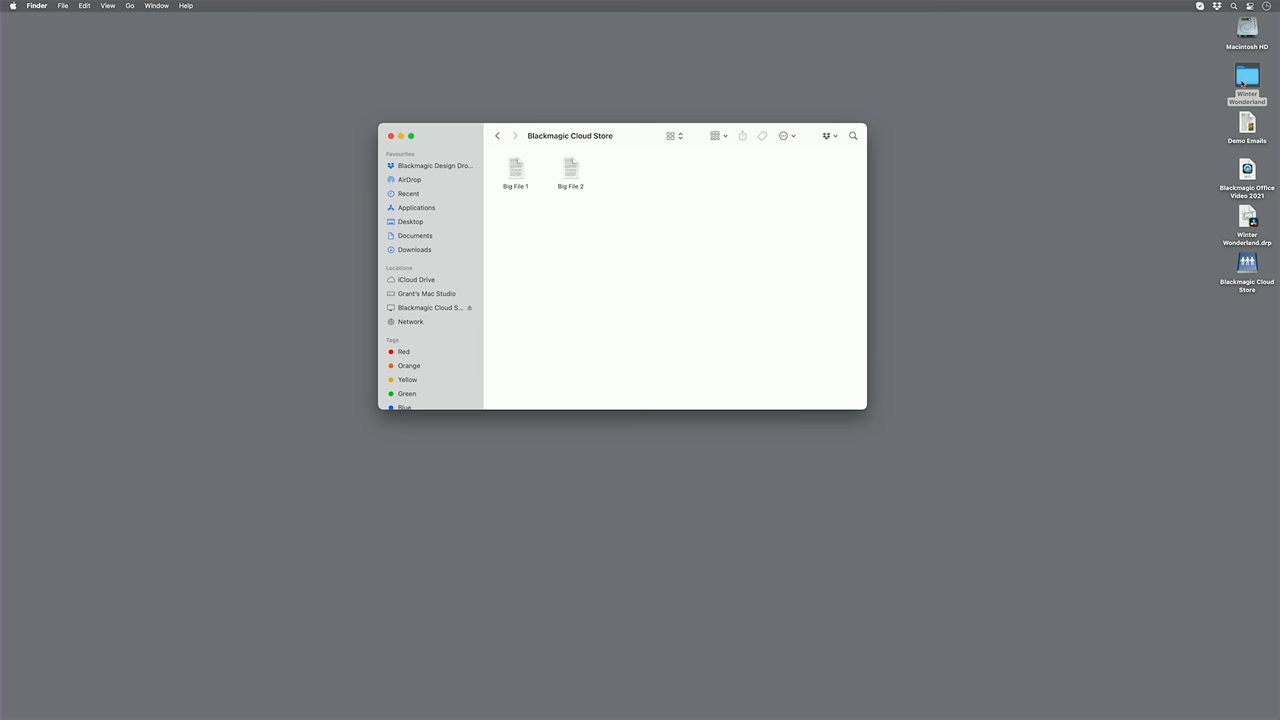 Finder File Edit View Go Window Help
Macintosh HD
Winter
Wonderland
Demo Emails
Blackmagic Office
Video 2021
Winter
Wonderland.drp
Blackmagic Cloud
Store
Blackmagic Cloud Store
Favourites
Blackmagic Design Dro...
AirDrop
Recent
Applications
Desktop
Documents
Downloads
Locations
iCloud Drive
Grant's Mac Studio
Blackmagic Cloud S...
Network
Tags
Red
Orange
Yellow
Green
Blue
Big File 1
Big File 2